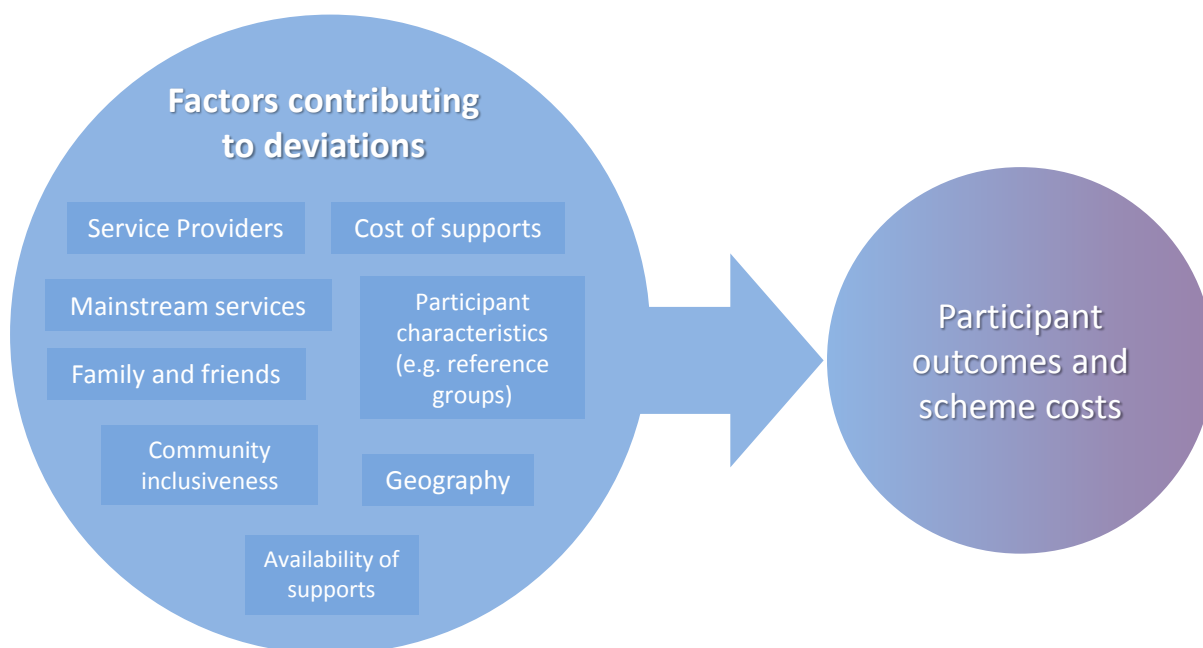 Factors contributing
to deviations
Service Providers
Cost of supports
Mainstream services
Participant
characteristics
(e.g. reference
groups)
Family and friends
Community
inclusiveness
Geography
Availability of
supports
Participant
outcomes and
scheme costs